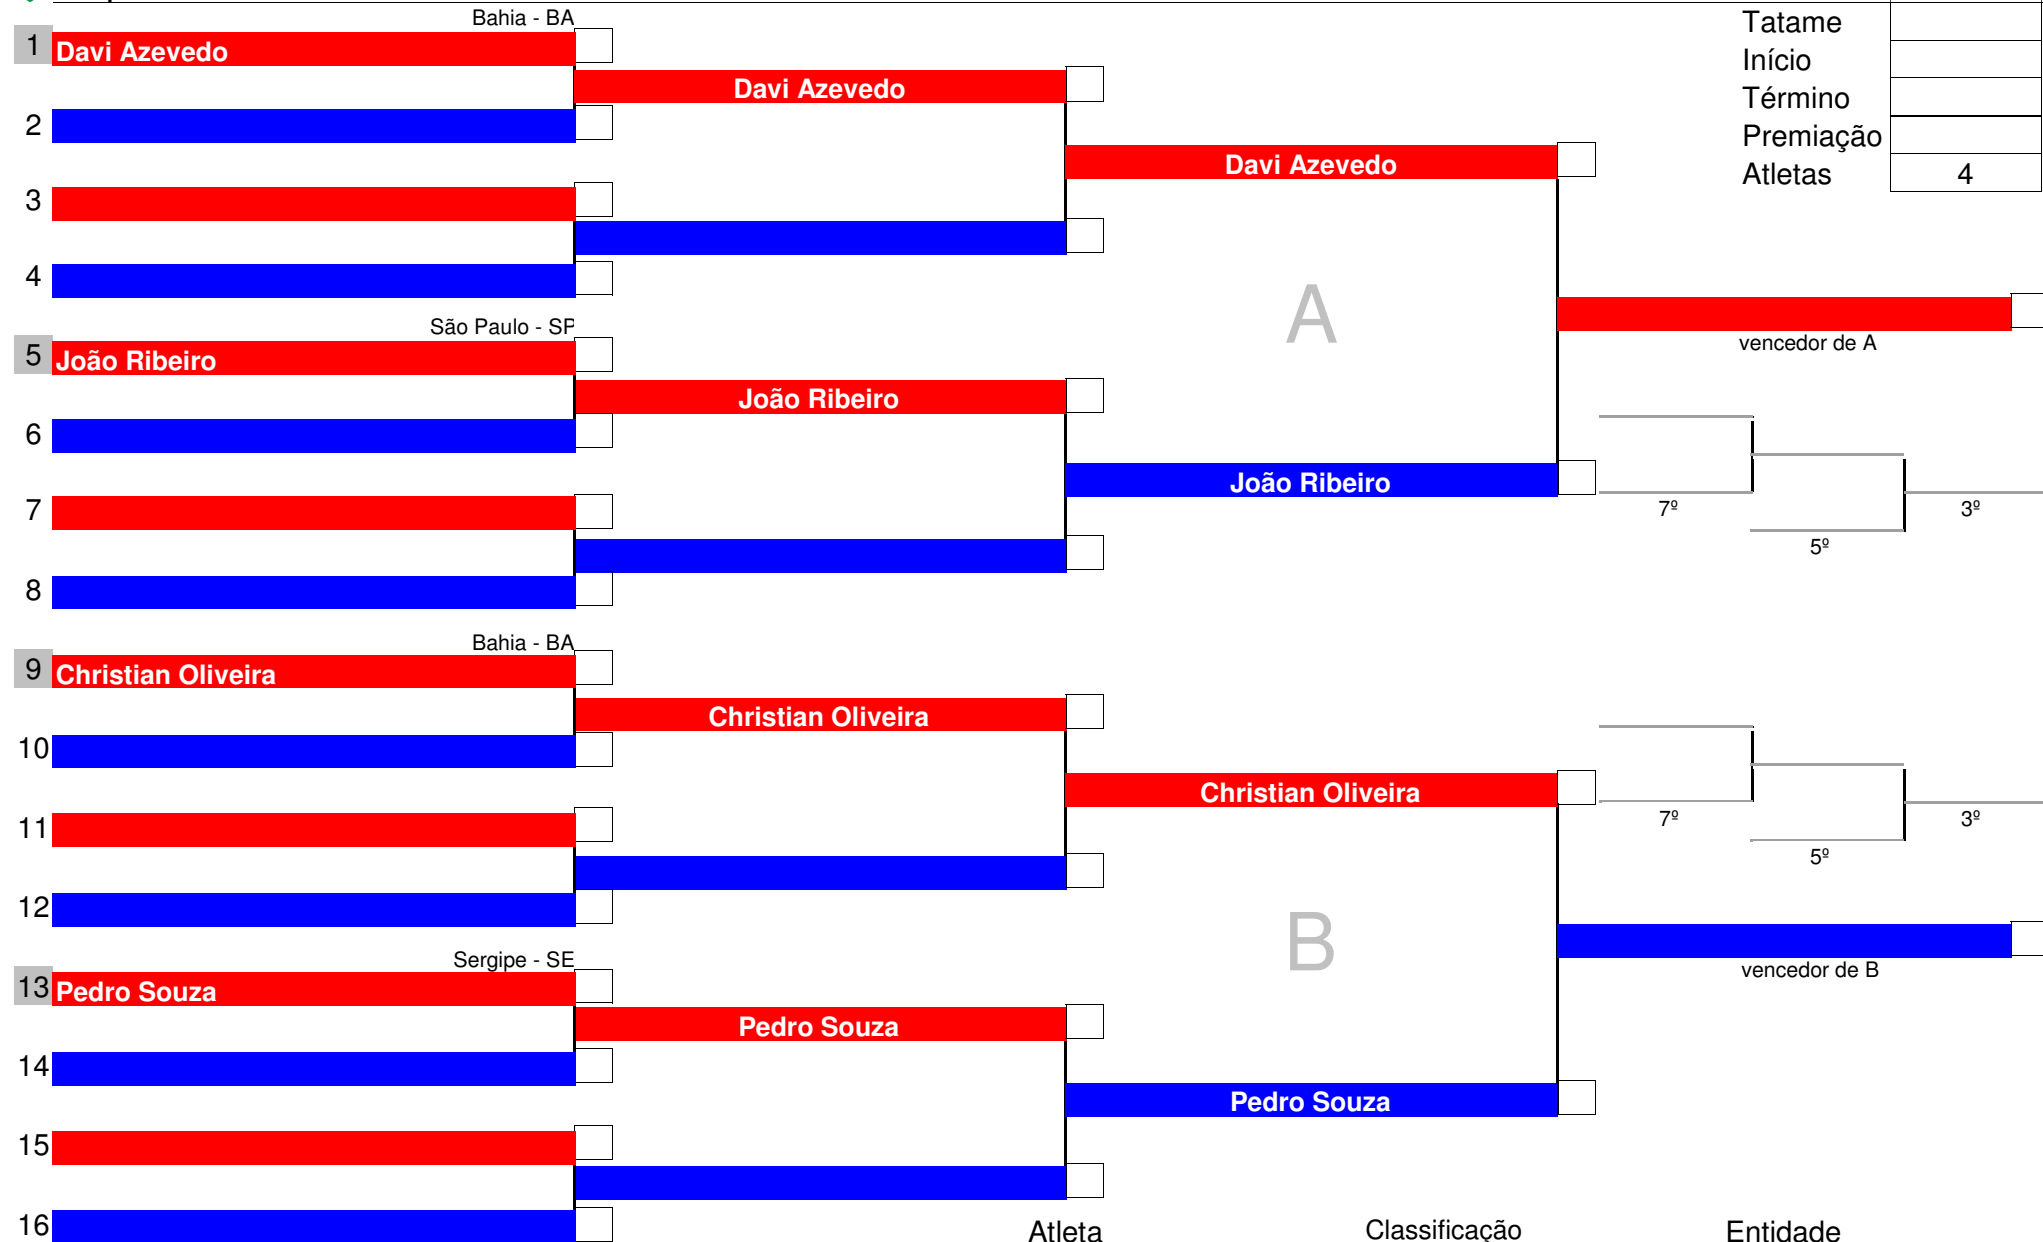 Bahia - BA
Tatame
1 Davi Azevedo
Início
Davi Azevedo
Término
2
Premiação
Davi Azevedo
Atletas 4
3
4
A
São Paulo - SP
vencedor de A
5 João Ribeiro
João Ribeiro
6
João Ribeiro
7
7º 3º
5º
8
Bahia - BA
9 Christian Oliveira
Christian Oliveira
10
Christian Oliveira
11
7º 3º
5º
12
B
Sergipe - SE
vencedor de B
13 Pedro Souza
Pedro Souza
14
Pedro Souza
15
16
Atleta Classificação Entidade